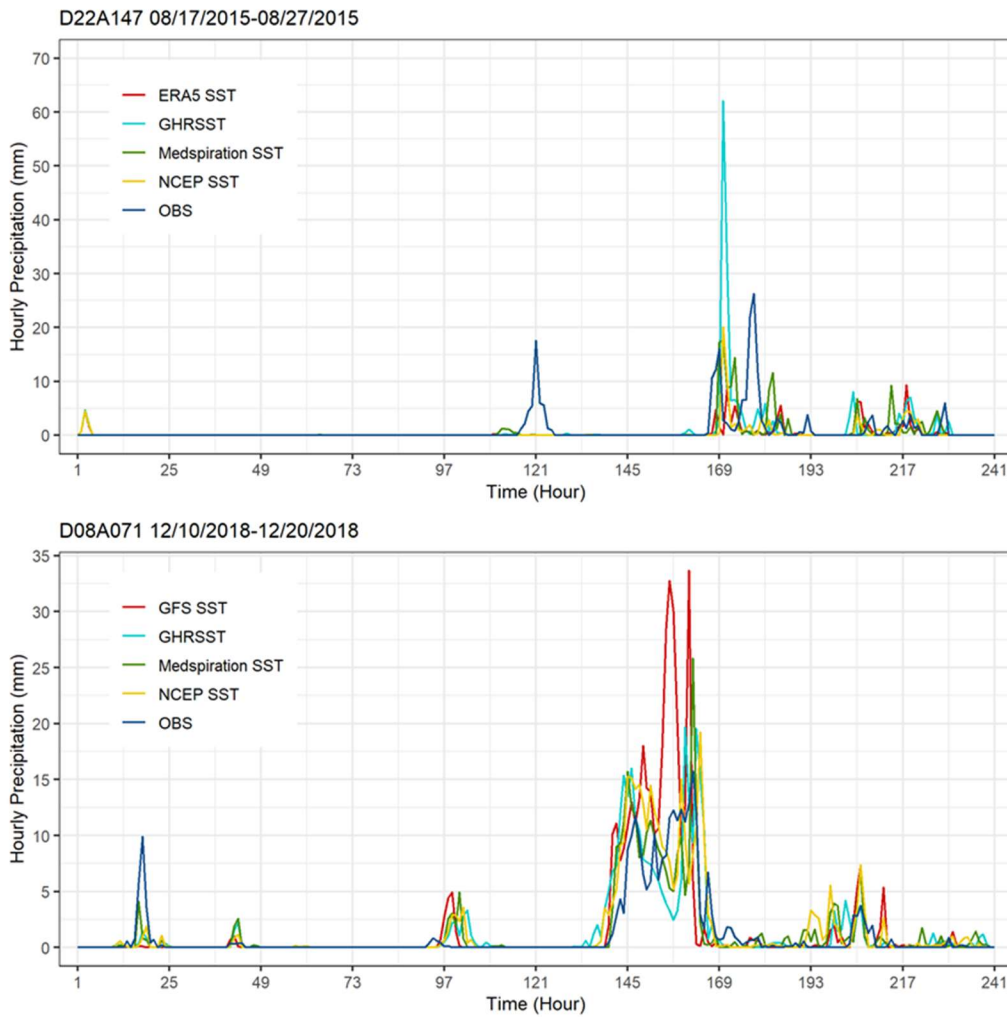 D22A147 08/17/2015-08/27/2015
70
60
50
40
30
20
10
0
Hourly Precipitation (mm)
ERA5 SST
GHRSST
Medspiration SST
NCEP SST
OBS
1 25 49 73 97 121 145 169 193 217 241
Time (Hour)
D08A071 12/10/2018-12/20/2018
35
30
25
20
15
10
5
0
Hourly Precipitation (mm)
GFS SST
GHRSST
Medspiration SST
NCEP SST
OBS
1 25 49 73 97 121 145 169 193 217 241
Time (Hour)